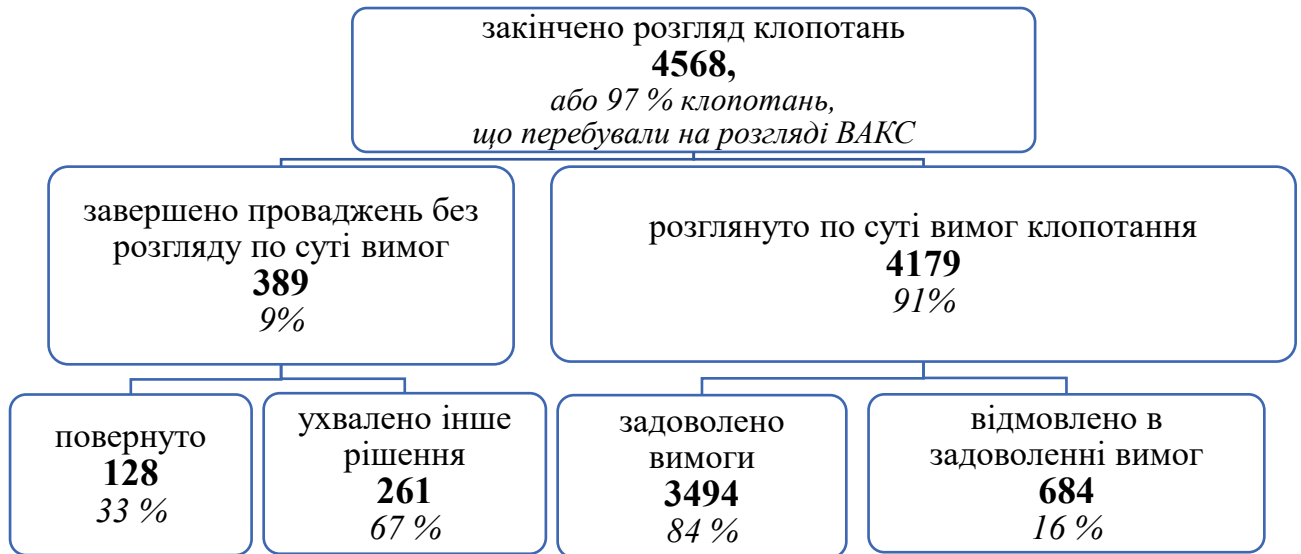 закінчено розгляд клопотань
4568,
або 97 % клопотань,
що перебували на розгляді ВАКС
завершено проваджень без
розгляду по суті вимог
389
9%
розглянуто по суті вимог клопотання
4179
91%
повернуто
128
33 %
ухвалено інше
рішення
261
67 %
задоволено
вимоги
3494
84 %
відмовлено в
задоволенні вимог
684
16 %